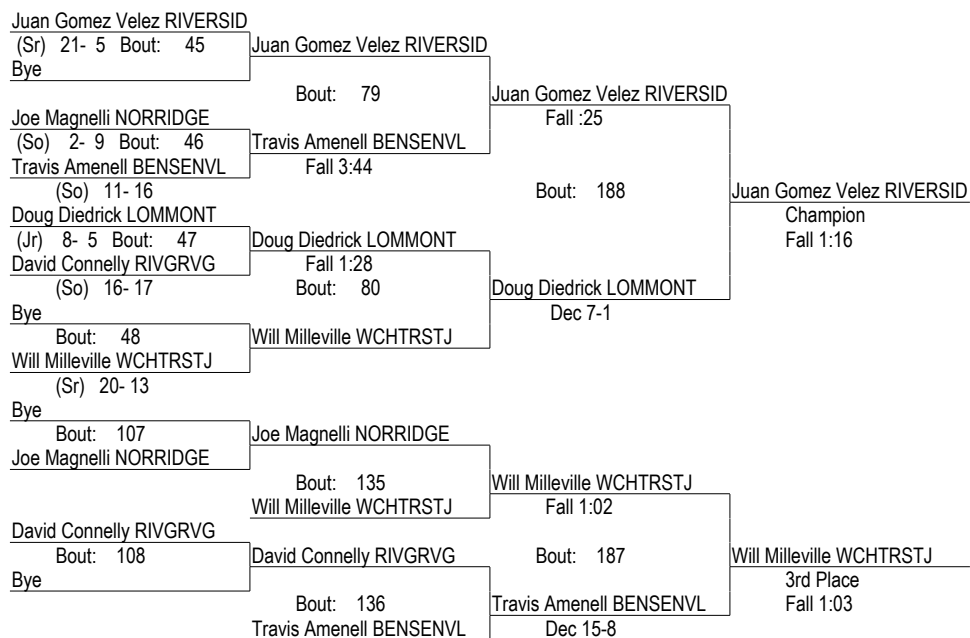 Juan Gomez Velez RIVERSID
(Sr) 21- 5 Bout: 45
Juan Gomez Velez RIVERSID
Bye
Bout: 79
Juan Gomez Velez RIVERSID
Joe Magnelli NORRIDGE
Fall :25
(So) 2- 9 Bout: 46
Travis Amenell BENSENVL
Travis Amenell BENSENVL
Fall 3:44
(So) 11- 16
Bout: 188
Juan Gomez Velez RIVERSID
Doug Diedrick LOMMONT
Champion
(Jr) 8- 5 Bout: 47
Doug Diedrick LOMMONT
Fall 1:16
David Connelly RIVGRVG
Fall 1:28
(So) 16- 17
Bout: 80
Doug Diedrick LOMMONT
Bye
Dec 7-1
Bout: 48
Will Milleville WCHTRSTJ
Will Milleville WCHTRSTJ
(Sr) 20- 13
Bye
Bout: 107
Joe Magnelli NORRIDGE
Joe Magnelli NORRIDGE
Bout: 135
Will Milleville WCHTRSTJ
Will Milleville WCHTRSTJ
Fall 1:02
David Connelly RIVGRVG
Bout: 108
David Connelly RIVGRVG
Bout: 187
Will Milleville WCHTRSTJ
Bye
3rd Place
Bout: 136
Travis Amenell BENSENVL
Fall 1:03
Travis Amenell BENSENVL
Dec 15-8